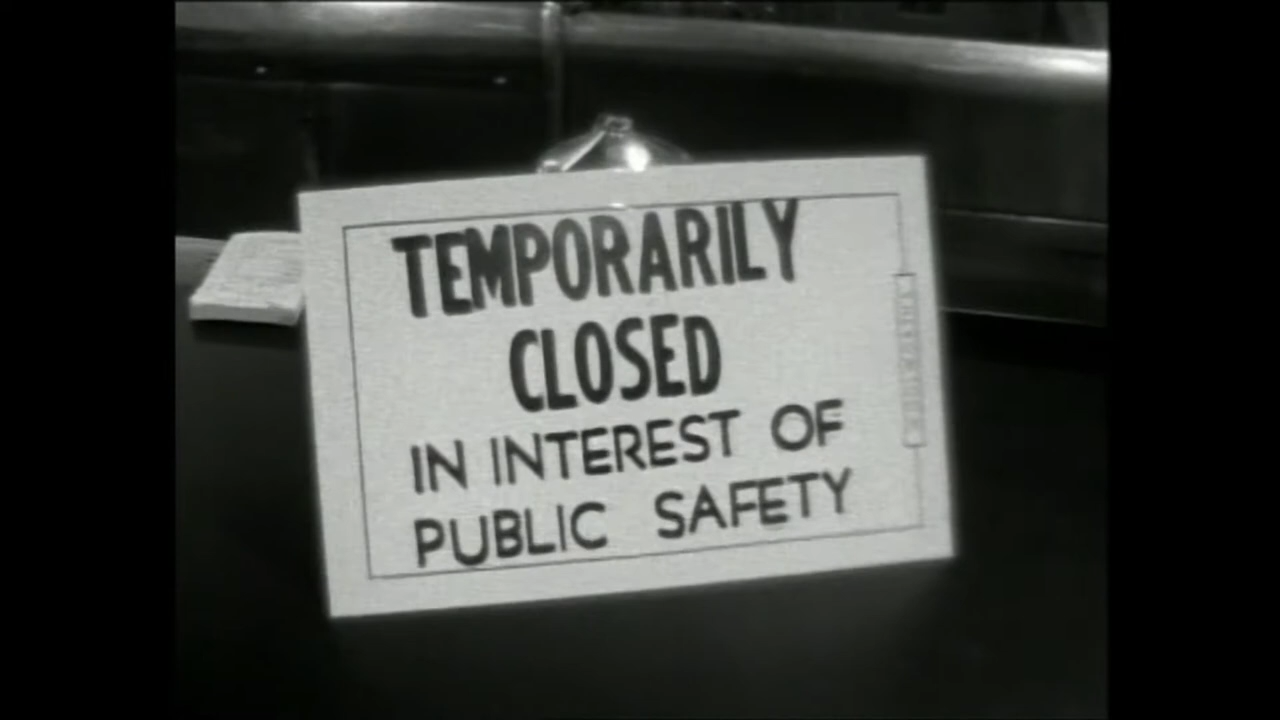 TEMPORARILY
CLOSED
IN INTEREST OF
PUBLIC SAFETY